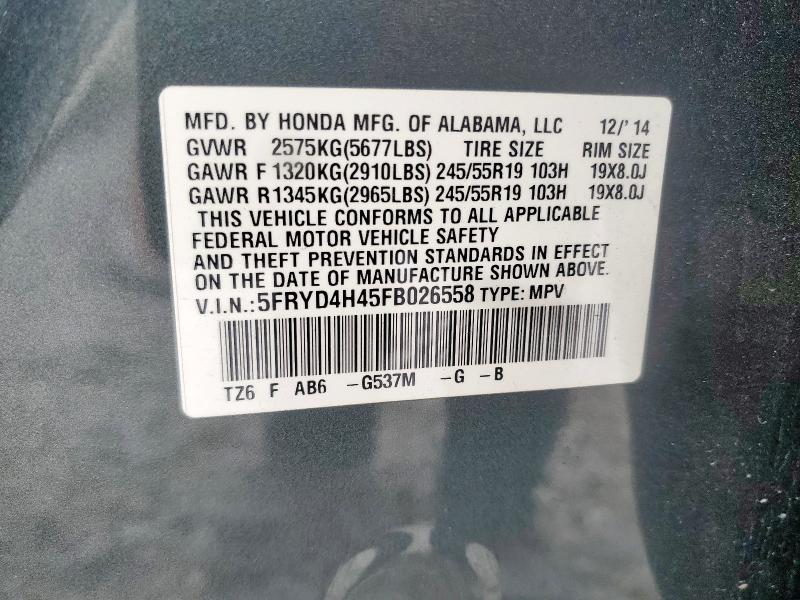 MFD. BY HONDA MFG. OF ALABAMA, LLC 12/'14
GVWR 2575KG(5677LBS) TIRE SIZE RIM SIZE
GAWR F 1320KG(2910LBS) 245/55R19 103H 19X8.0J
GAWR R 1345KG(2965LBS) 245/55R19 103H 19X8.0J
THIS VEHICLE CONFORMS TO ALL APPLICABLE
FEDERAL MOTOR VEHICLE SAFETY
AND THEFT PREVENTION STANDARDS IN EFFECT
ON THE DATE OF MANUFACTURE SHOWN ABOVE.
V.I.N.:5FRYD4H45FB026558 TYPE: MPV
TZ6 F AB6 -G537M -G -B